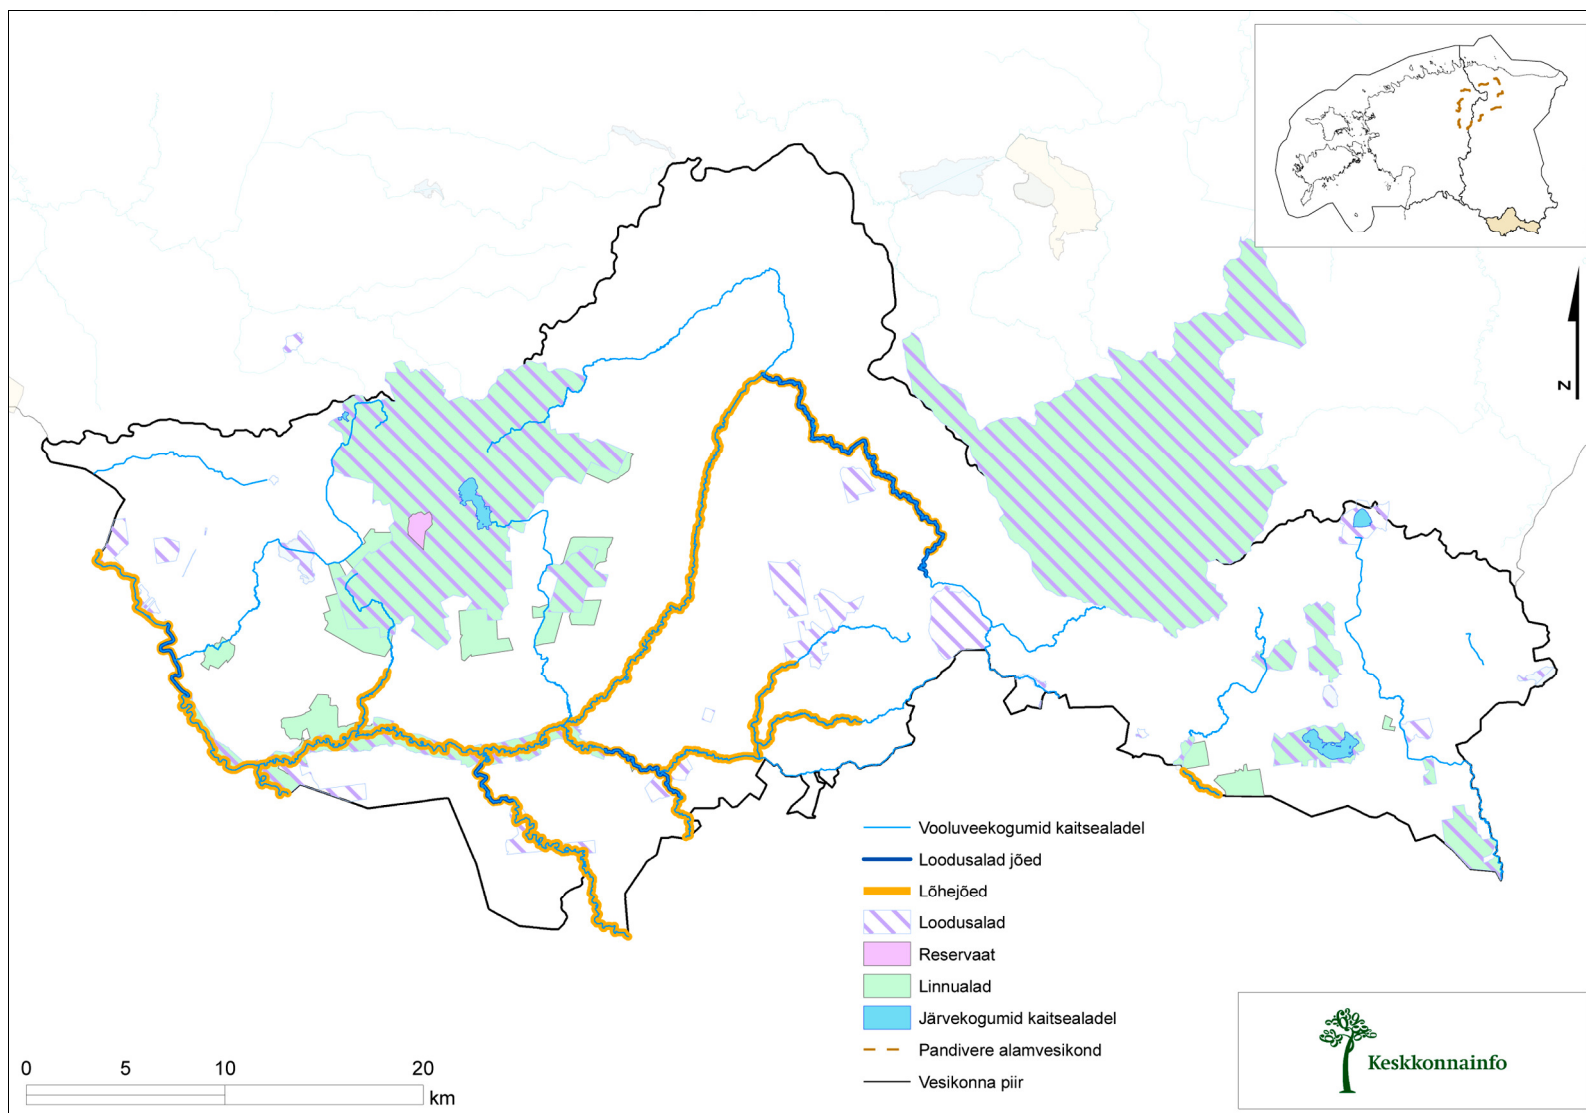 N
Vooluveekogumid kaitsealadel
Loodusalad jõed
Lõhejõed
Loodusalad
Reservaat
Linnualad
Järvekogumid kaitsealadel
Pandivere alamvesikond
Vesikonna piir
0 5 10 20
km
Keskkonnainfo